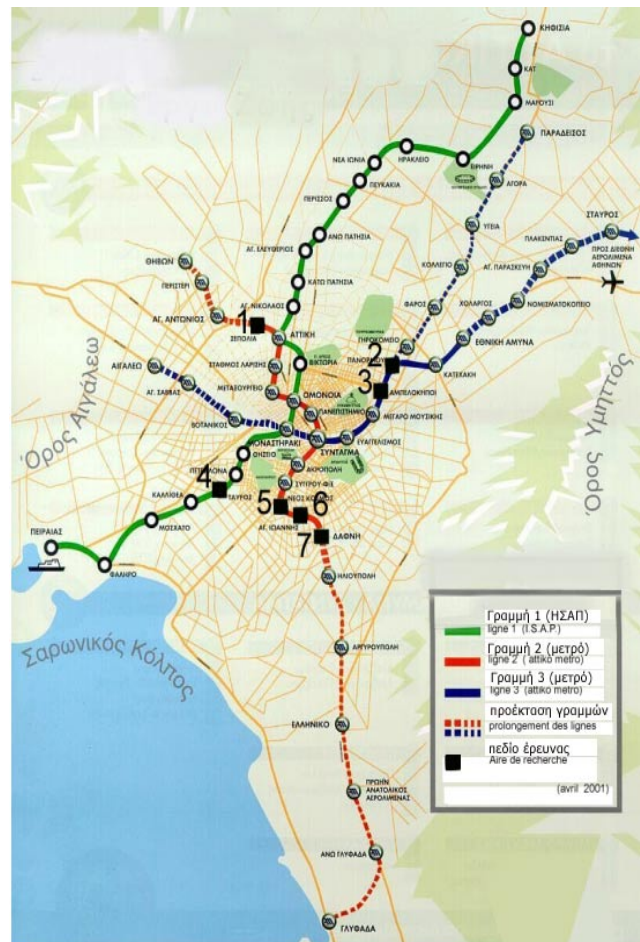 ΚΗΦΙΣΙΑ
ΚΑΤ
ΜΑΡΟΥΣΙ
ΠΑΡΑΔΕΙΣΟΣ
ΝΕΑ ΙΩΝΙΑ
ΗΡΑΚΛΕΙΟ
ΕΙΡΗΝΗ
ΠΕΥΚΑΚΙΑ
ΑΓΟΡΑ
ΠΕΡΙΣΣΟΣ
ΣΤΑΥΡΟΣ
ΥΓΕΙΑ
ΠΛΑΚΕΝΤΙΑΣ
ΠΡΟΣ ΔΙΕΘΝΗ
ΑΕΡΟΛΙΜΕΝΑ
ΑΘΗΝΩΝ
ΑΝΩ ΠΑΤΗΣΙΑ
ΑΓ. ΕΛΕΥΘΕΡΙΟΣ
ΘΗΒΩΝ
ΚΟΛΛΕΓΙΟ
ΑΓ. ΠΑΡΑΣΚΕΥΗ
ΠΕΡΙΣΤΕΡΙ
ΚΑΤΩ ΠΑΤΗΣΙΑ
ΑΓ. ΝΙΚΟΛΑΟΣ
ΦΑΡΟΣ
ΧΟΛΑΡΓΟΣ
ΝΟΜΙΣΜΑΤΟΚΟΠΕΙΟ
ΑΓ. ΑΝΤΩΝΙΟΣ
1
ΣΕΠΟΛΙΑ
ΑΤΤΙΚΗ
ΓΗΡΟΚΟΜΕΙΟ
ΕΘΝΙΚΗ ΑΜΥΝΑ
2
ΠΑΝΟΡΜΟΥ
ΑΙΓΑΛΕΩ
ΣΤΑΘΜΟΣ ΛΑΡΙΣΗΣ
ΒΙΚΤΩΡΙΑ
ΚΑΤΕΧΑΚΗ
3
ΑΜΠΕΛΟΚΗΠΟΙ
ΑΓ. ΣΑΒΒΑΣ
ΜΕΤΑΞΟΥΡΓΕΙΟ
ΟΜΟΝΟΙΑ
ΠΑΝΕΠΙΣΤΗΜΙΟ
ΜΕΓΑΡΟ ΜΟΥΣΙΚΗΣ
ΒΟΤΑΝΙΚΟΣ
ΕΥΑΓΓΕΛΙΣΜΟΣ
ΜΟΝΑΣΤΗΡΑΚΙ
ΣΥΝΤΑΓΜΑ
ΘΗΣΕΙΟ
ΑΚΡΟΠΟΛΗ
ΠΕΤΡΑΛΩΝΑ
4
ΤΑΥΡΟΣ
ΣΥΓΓΡΟΥ-ΦΙΞ
ΚΑΛΛΙΘΕΑ
5
ΝΕΟΣ ΚΟΣΜΟΣ
6
ΜΟΣΧΑΤΟ
ΑΓ. ΙΩΑΝΝΗΣ
7
ΔΑΦΝΗ
ΠΕΙΡΑΙΑΣ
ΦΑΛΗΡΟ
ΗΛΙΟΥΠΟΛΗ
Όρος Αιγάλεω
Όρος Υμηττός
Σαρωνικός Κόλπος
ΑΡΓΥΡΟΥΠΟΛΗ
ΕΛΛΗΝΙΚΟ
ΠΡΩΗΝ
ΑΝΑΤΟΛΙΚΟΣ
ΑΕΡΟΛΙΜΕΝΑΣ
ΑΝΩ ΓΛΥΦΑΔΑ
ΓΛΥΦΑΔΑ
Γραμμή 1 (ΗΣΑΠ)
ligne 1 (I.S.A.P.)
Γραμμή 2 (μετρό)
ligne 2 ( attiko metro)
Γραμμή 3 (μετρό)
ligne 3 (attiko metro)
προέκταση γραμμών
prolongement des lignes
πεδίο έρευνας
Aire de recherche
(avril 2001)